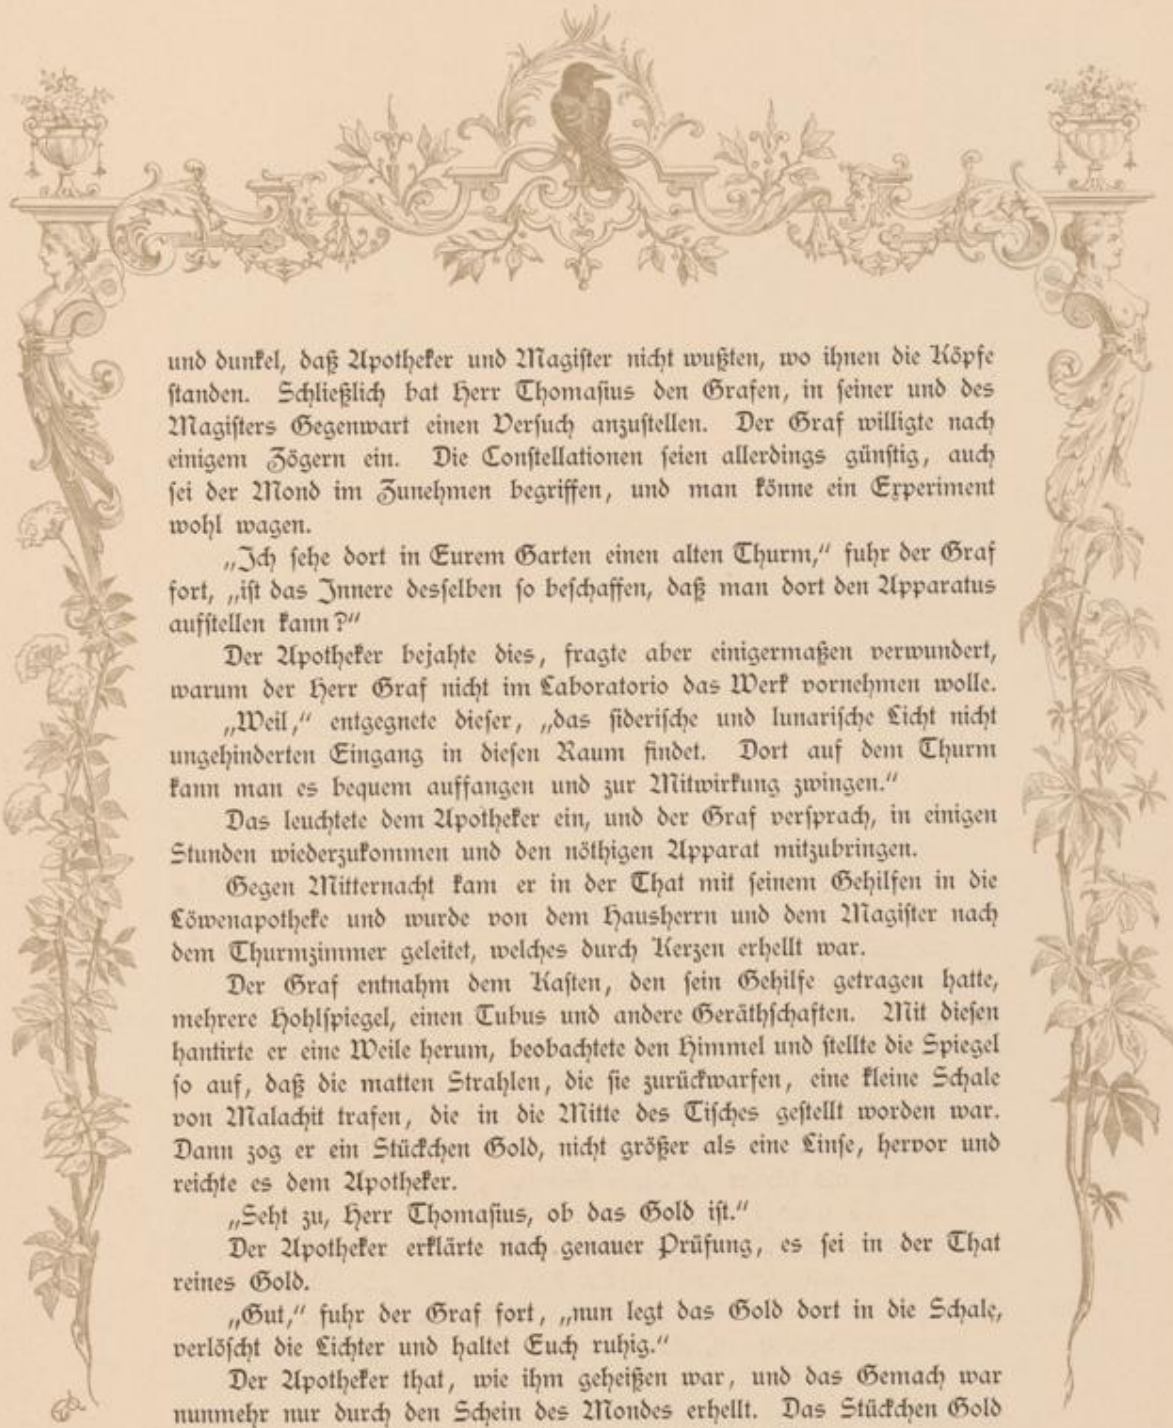 und dunkel, daß Apotheker und Magister nicht wußten, wo ihnen die Köpfe
standen. Schließlich bat Herr Thomasius den Grafen, in seiner und des
Magisters Gegenwart einen Versuch anzustellen. Der Graf willigte nach
einigem Zögern ein. Die Constellationen seien allerdings günstig, auch
sei der Mond im Zunehmen begriffen, und man könne ein Experiment
wohl wagen.
„Ich sehe dort in Eurem Garten einen alten Thurm,“ fuhr der Graf
fort, „ist das Innere desselben so beschaffen, daß man dort den Apparatus
aufstellen kann?“
Der Apotheker bejahte dies, fragte aber einigermaßen verwundert,
warum der Herr Graf nicht im Laboratorio das Werk vornehmen wolle.
„Weil,“ entgegnete dieser, „das siderische und lunarische Licht nicht
ungehinderten Eingang in diesen Raum findet. Dort auf dem Thurm
kann man es bequem auffangen und zur Mitwirkung zwingen.“
Das leuchtete dem Apotheker ein, und der Graf versprach, in einigen
Stunden wiederzukommen und den nöthigen Apparat mitzubringen.
Gegen Mitternacht kam er in der That mit seinem Gehilfen in die
Löwenapotheke und wurde von dem Hausherrn und dem Magister nach
dem Thurmzimmer geleitet, welches durch Kerzen erhellt war.
Der Graf entnahm dem Kasten, den sein Gehilfe getragen hatte,
mehrere Hohlspiegel, einen Tubus und andere Geräthschaften. Mit diesen
hantirte er eine Weile herum, beobachtete den Himmel und stellte die Spiegel
so auf, daß die matten Strahlen, die sie zurückwarfen, eine kleine Schale
von Malachit trafen, die in die Mitte des Tisches gestellt worden war.
Dann zog er ein Stückchen Gold, nicht größer als eine Linse, hervor und
reichte es dem Apotheker.
„Seht zu, Herr Thomasius, ob das Gold ist.“
Der Apotheker erklärte nach genauer Prüfung, es sei in der That
reines Gold.
„Gut,“ fuhr der Graf fort, „nun legt das Gold dort in die Schale,
verlöscht die Lichter und haltet Euch ruhig.“
Der Apotheker that, wie ihm geheißen war, und das Gemach war
nunmehr nur durch den Schein des Mondes erhellt. Das Stückchen Gold